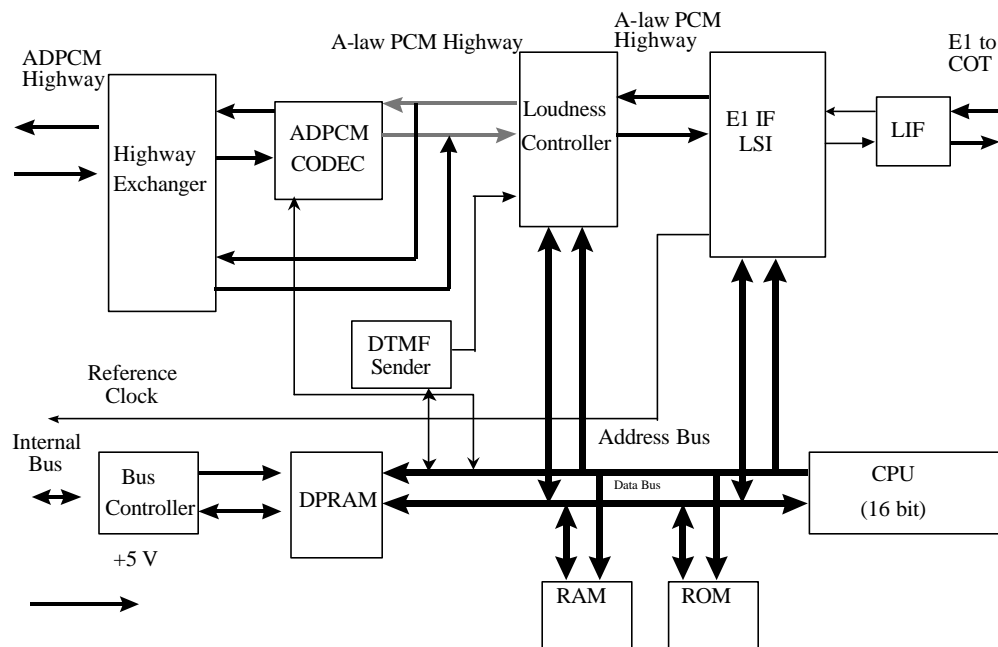 A-law PCM
Highway
E1 to
COT
ADPCM
Highway
A-law PCM Highway
Highway
Exchanger
ADPCM
CODEC
Loudness
Controller
E1 IF
LSI
LIF
DTMF
Sender
Reference
Clock
Internal
Bus
Bus
Controller
+5 V
DPRAM
Address Bus
Data Bus
CPU
(16 bit)
RAM
ROM